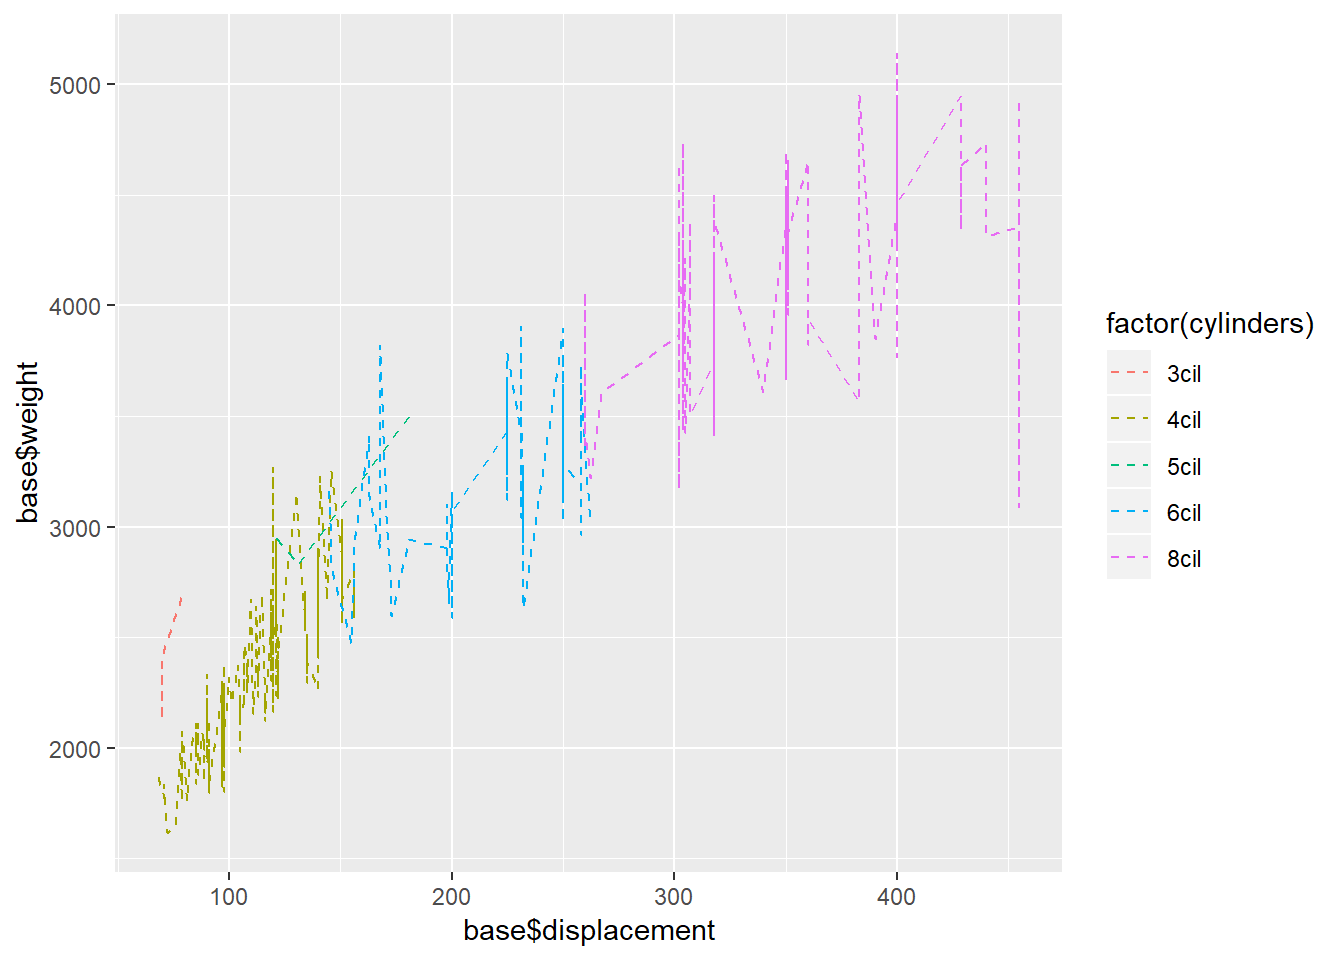 5000
4000
3000
2000
base$weight
100 200 300 400
base$displacement
factor(cylinders)
3cil
4cil
5cil
6cil
8cil